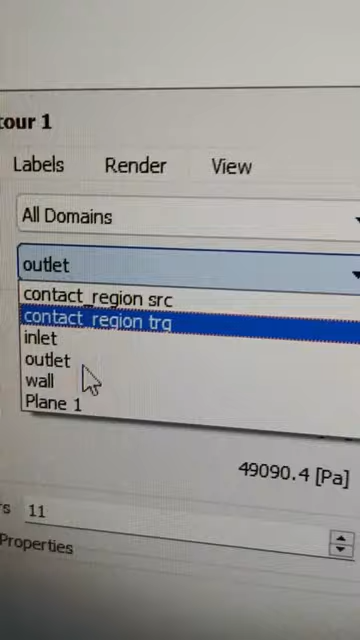 tour 1
Labels Render View
All Domains
outlet
contact_region src
contact_region trg
inlet
outlet
wall
Plane 1
49090.4 [Pa]
rs 11
Properties